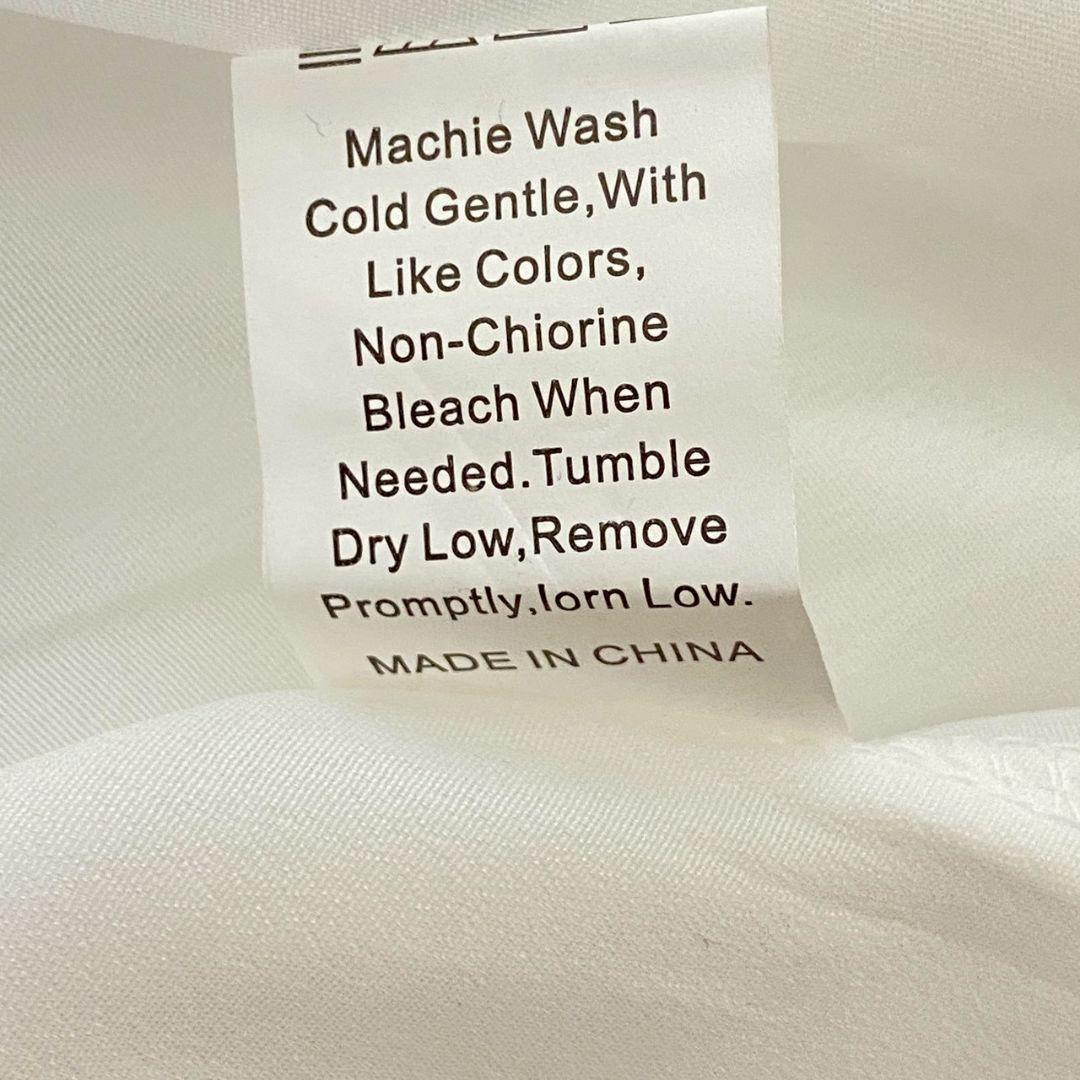 Machie Wash
Cold Gentle,With
Like Colors,
Non-Chiorine
Bleach When
Needed.Tumble
Dry Low,Remove
Promptly,Iorn Low.
MADE IN CHINA